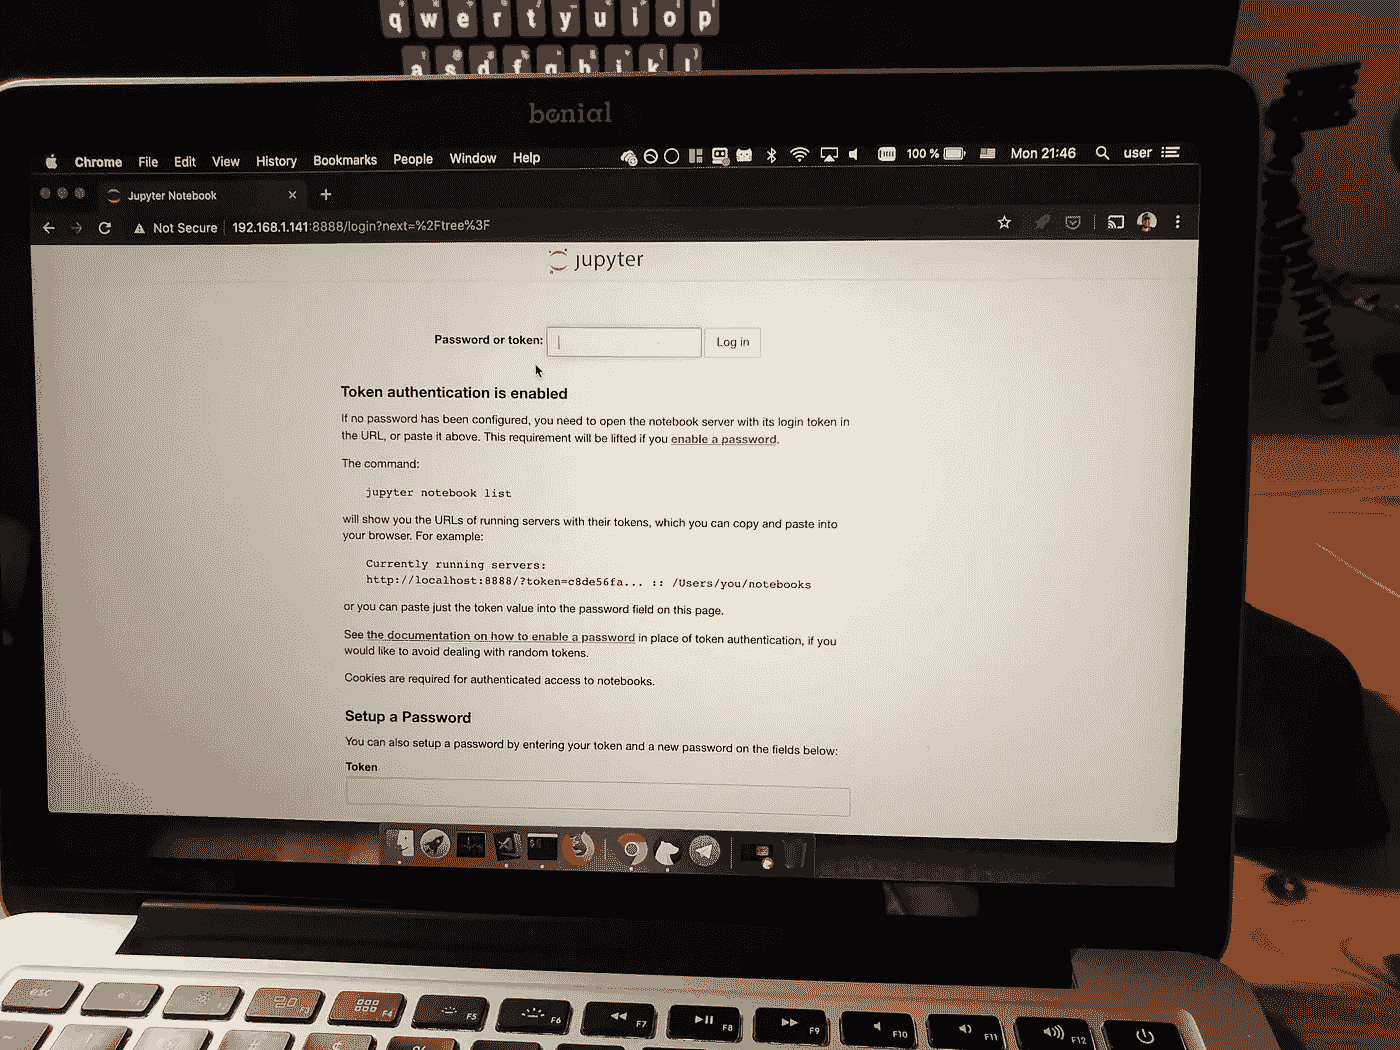 q w e r t y u i o p
a s d f g h j k l
bonial
Chrome File Edit View History Bookmarks People Window Help 100 % Mon 21:46 user
Jupyter Notebook
Not Secure 192.168.1.141:8888/login?next=%2Ftree%3F
jupyter
Password or token: Log in
Token authentication is enabled
If no password has been configured, you need to open the notebook server with its login token in
the URL, or paste it above. This requirement will be lifted if you enable a password.
The command:
jupyter notebook list
will show you the URLs of running servers with their tokens, which you can copy and paste into
your browser. For example:
Currently running servers:
http://localhost:8888/?token=c8de56fa... :: /Users/you/notebooks
or you can paste just the token value into the password field on this page.
See the documentation on how to enable a password in place of token authentication, if you
would like to avoid dealing with random tokens.
Cookies are required for authenticated access to notebooks.
Setup a Password
You can also setup a password by entering your token and a new password on the fields below:
Token
esc F1 F2 F3 F4 F5 F6 F7 F8 F9 F10 F11 F12